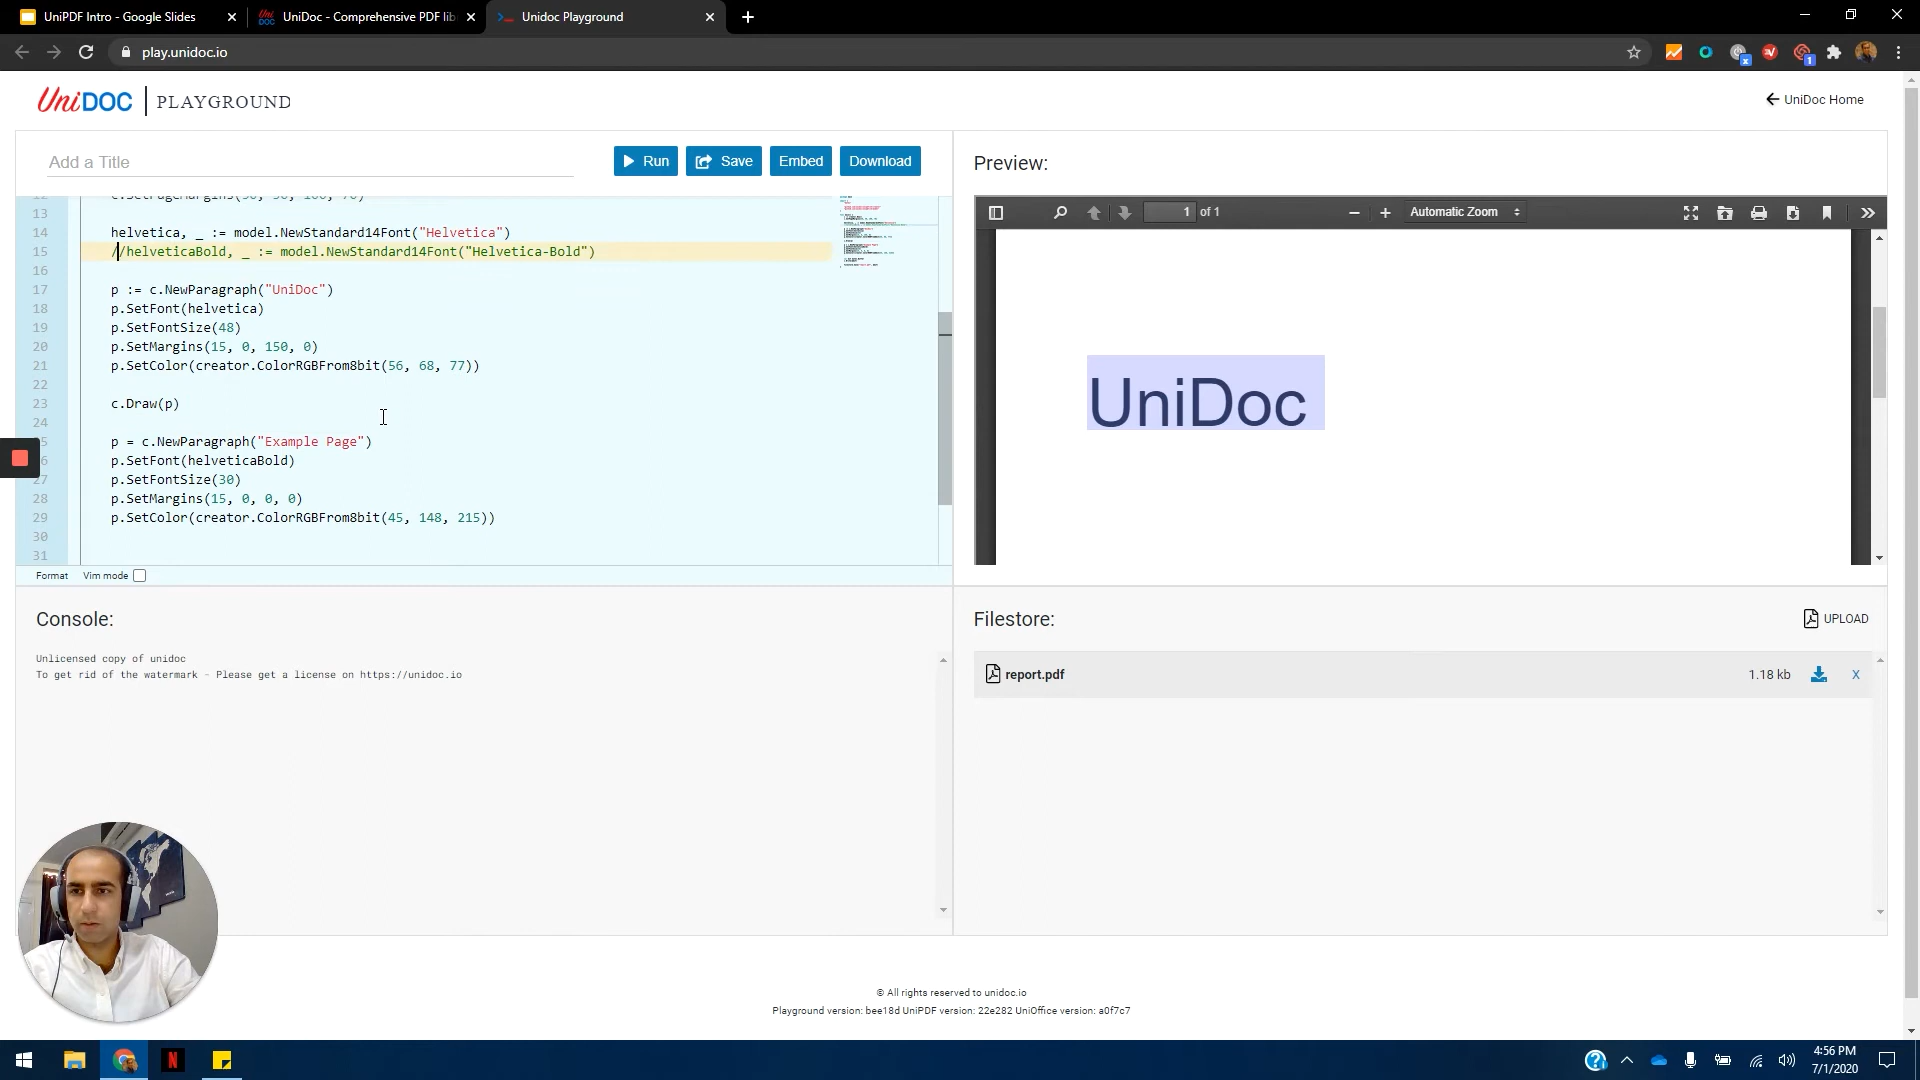 UniPDF Intro - Google Slides
UniDoc - Comprehensive PDF lib
Unidoc Playground
play.unidoc.io
UniDOC | PLAYGROUND
UniDoc Home
Add a Title
Run
Save
Embed
Download
13
14 helvetica, _ := model.NewStandard14Font("Helvetica")
15 //helveticaBold, _ := model.NewStandard14Font("Helvetica-Bold")
16
17 p := c.NewParagraph("UniDoc")
18 p.SetFont(helvetica)
19 p.SetFontSize(48)
20 p.SetMargins(15, 0, 150, 0)
21 p.SetColor(creator.ColorRGBFrom8bit(56, 68, 77))
22
23 c.Draw(p)
24
5 p = c.NewParagraph("Example Page")
6 p.SetFont(helveticaBold)
27 p.SetFontSize(30)
28 p.SetMargins(15, 0, 0, 0)
29 p.SetColor(creator.ColorRGBFrom8bit(45, 148, 215))
30
31
Format Vim mode
Preview:
1 of 1
Automatic Zoom
UniDoc
Console:
Unlicensed copy of unidoc
To get rid of the watermark - Please get a license on https://unidoc.io
Filestore:
UPLOAD
report.pdf 1.18 kb X
© All rights reserved to unidoc.io
Playground version: bee18d UniPDF version: 22e282 UniOffice version: a0f7c7
4:56 PM
7/1/2020